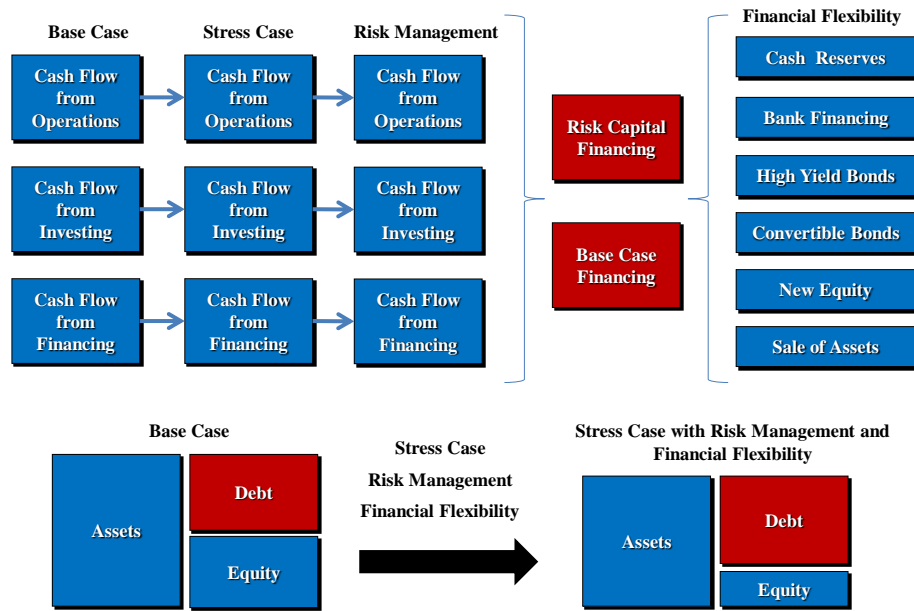 Base Case
Stress Case
Risk Management
Financial Flexibility
Cash Flow
from
Operations
Cash Flow
from
Operations
Cash Flow
from
Operations
Cash Flow
from
Investing
Cash Flow
from
Investing
Cash Flow
from
Investing
Cash Flow
from
Financing
Cash Flow
from
Financing
Cash Flow
from
Financing
Risk Capital
Financing
Base Case
Financing
Cash Reserves
Bank Financing
High Yield Bonds
Convertible Bonds
New Equity
Sale of Assets
Base Case
Assets
Debt
Equity
Stress Case
Risk Management
Financial Flexibility
Stress Case with Risk Management and
Financial Flexibility
Assets
Debt
Equity